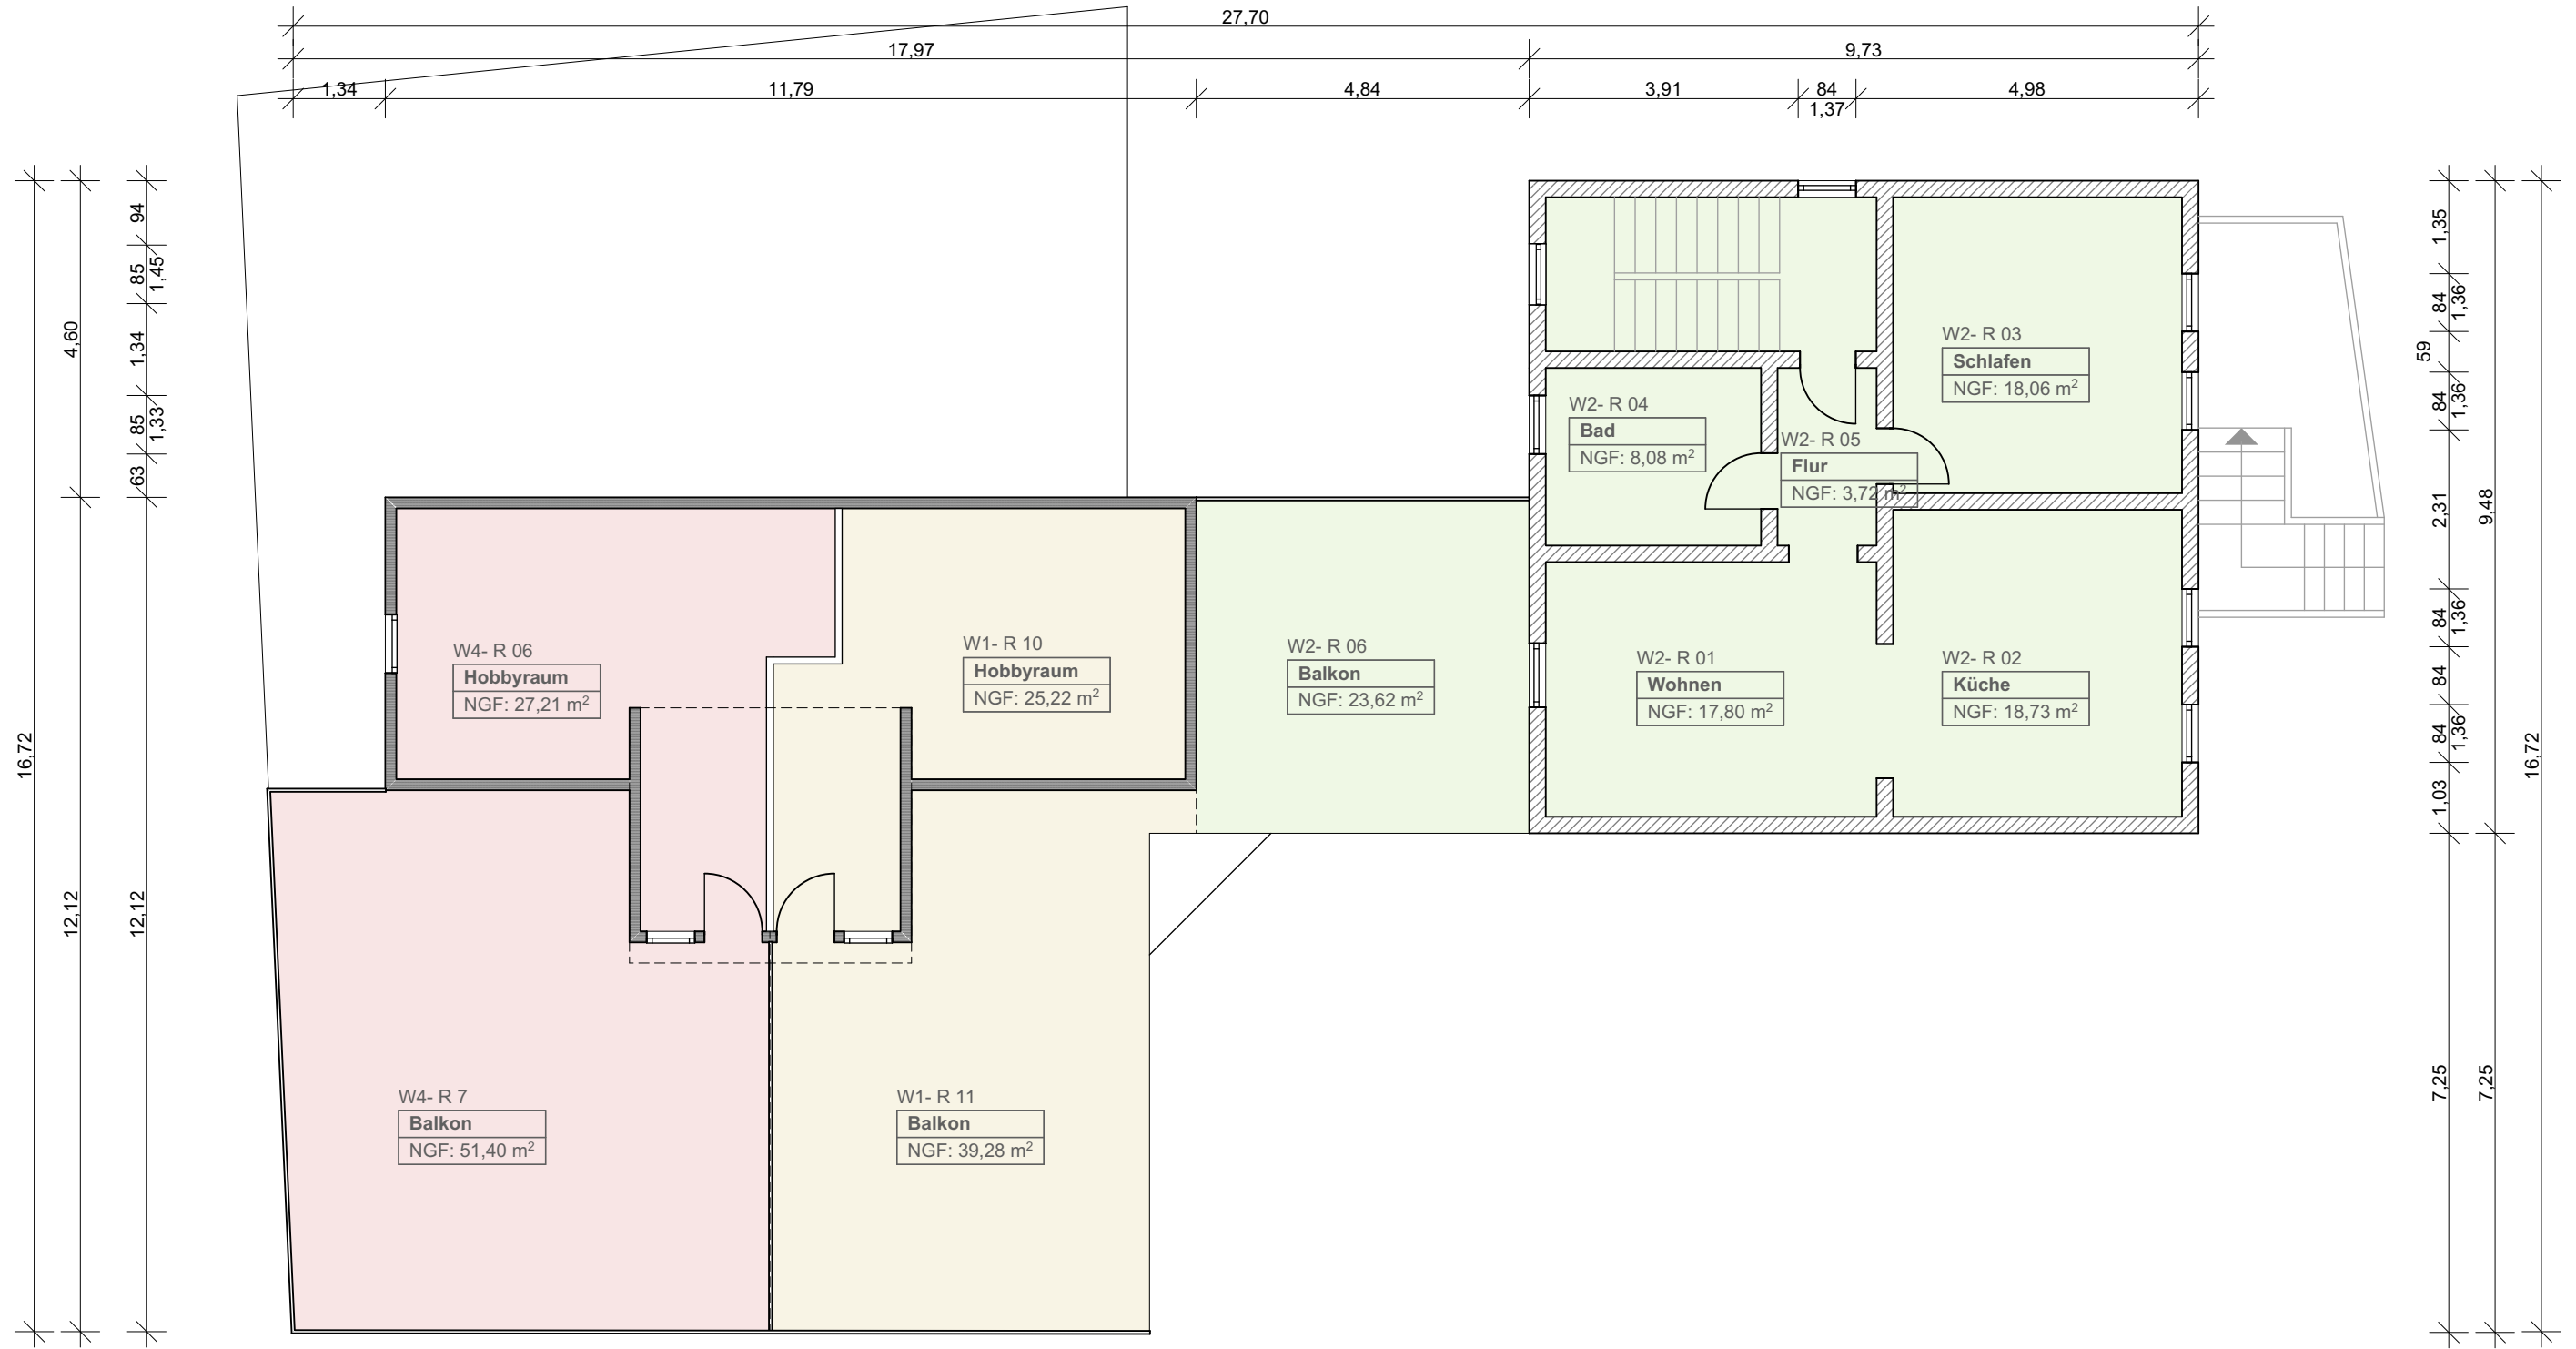 27,70
17,97
9,73
1,34
11,79
4,84
3,91
84
1,37
4,98
16,72
4,60
12,12
94
85
1,45
1,34
85
1,33
63
12,12
W2- R 03
Schlafen
NGF: 18,06 m²
W2- R 04
Bad
NGF: 8,08 m²
W2- R 05
Flur
NGF: 3,72 m²
W4- R 06
Hobbyraum
NGF: 27,21 m²
W1- R 10
Hobbyraum
NGF: 25,22 m²
W2- R 06
Balkon
NGF: 23,62 m²
W2- R 01
Wohnen
NGF: 17,80 m²
W2- R 02
Küche
NGF: 18,73 m²
W4- R 7
Balkon
NGF: 51,40 m²
W1- R 11
Balkon
NGF: 39,28 m²
1,35
84
1,36
59
84
1,36
2,31
84
1,36
84
84
1,36
1,03
7,25
9,48
7,25
16,72